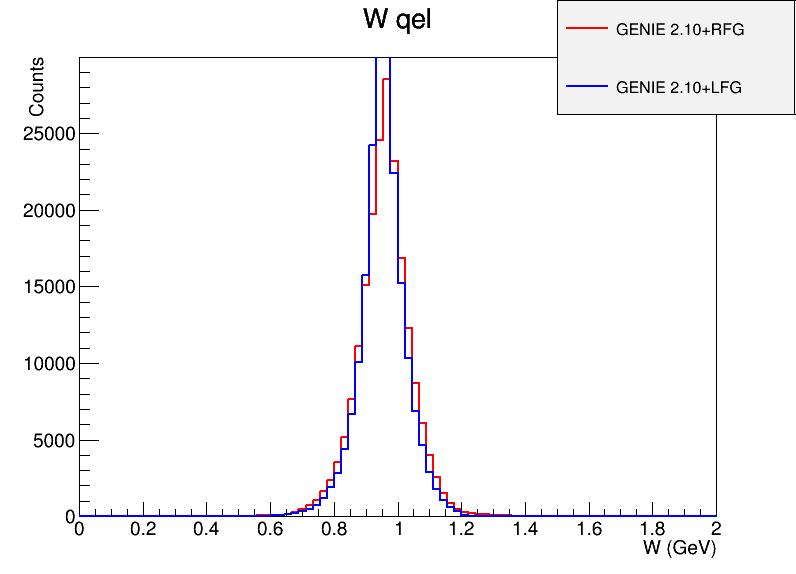 W qel
GENIE 2.10+RFG
GENIE 2.10+LFG
Counts
25000
20000
15000
10000
5000
0
0 0.2 0.4 0.6 0.8 1 1.2 1.4 1.6 1.8 2
W (GeV)